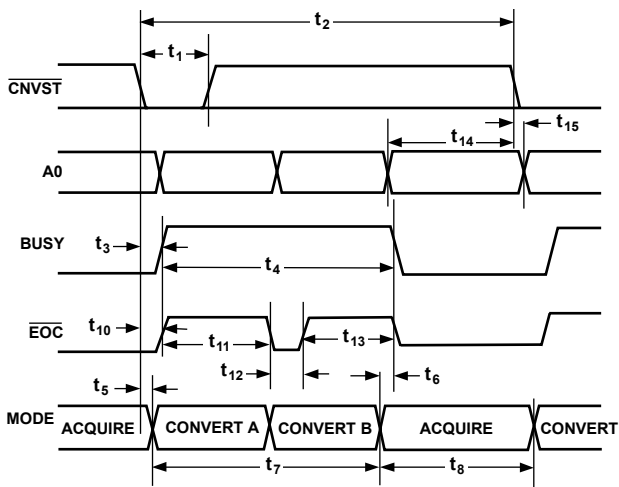 t2
t1
CNVST
t14
t15
A0
BUSY
t3
t4
EOC
t10
t11
t13
t12
t6
t5
MODE
ACQUIRE
CONVERT A
CONVERT B
ACQUIRE
CONVERT
t7
t8